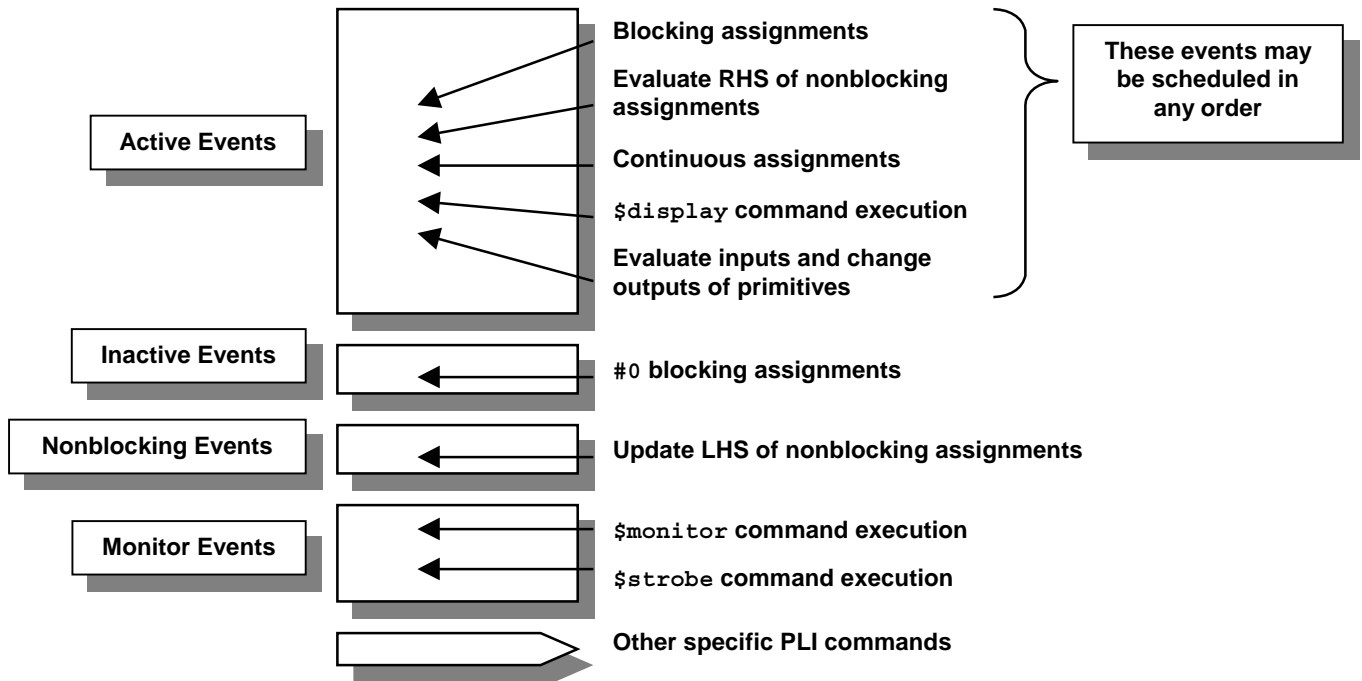 Active Events
Blocking assignments
Evaluate RHS of nonblocking
assignments
Continuous assignments
$display command execution
Evaluate inputs and change
outputs of primitives
These events may
be scheduled in
any order
Inactive Events
#0 blocking assignments
Nonblocking Events
Update LHS of nonblocking assignments
Monitor Events
$monitor command execution
$strobe command execution
Other specific PLI commands